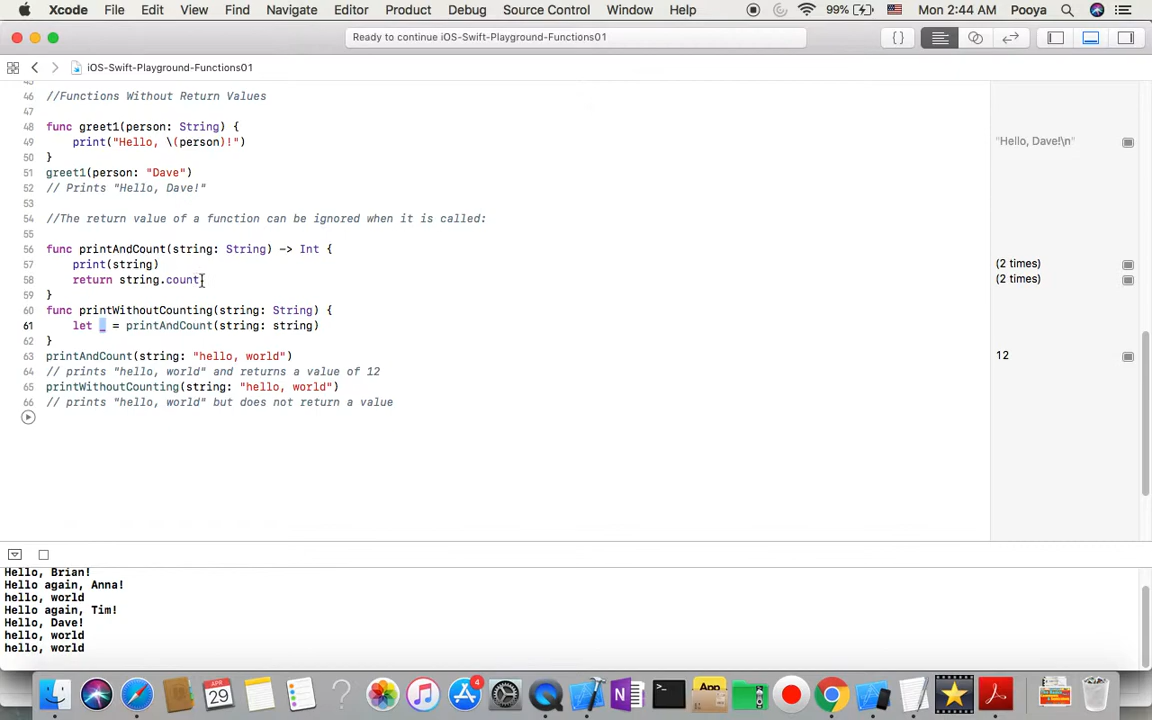 Xcode File Edit View Find Navigate Editor Product Debug Source Control Window Help 99% Mon 2:44 AM Pooya
Ready to continue iOS-Swift-Playground-Functions01
iOS-Swift-Playground-Functions01
45
46 //Functions Without Return Values
47
48 func greet1(person: String) {
49 print("Hello, \(person)!") "Hello, Dave!\n"
50 }
51 greet1(person: "Dave")
52 // Prints "Hello, Dave!"
53
54 //The return value of a function can be ignored when it is called:
55
56 func printAndCount(string: String) -> Int {
57 print(string) (2 times)
58 return string.count (2 times)
59 }
60 func printWithoutCounting(string: String) {
61 let _ = printAndCount(string: string)
62 }
63 printAndCount(string: "hello, world") 12
64 // prints "hello, world" and returns a value of 12
65 printWithoutCounting(string: "hello, world")
66 // prints "hello, world" but does not return a value
Hello, Brian!
Hello again, Anna!
hello, world
Hello again, Tim!
Hello, Dave!
hello, world
hello, world
APR
29
4
N
App